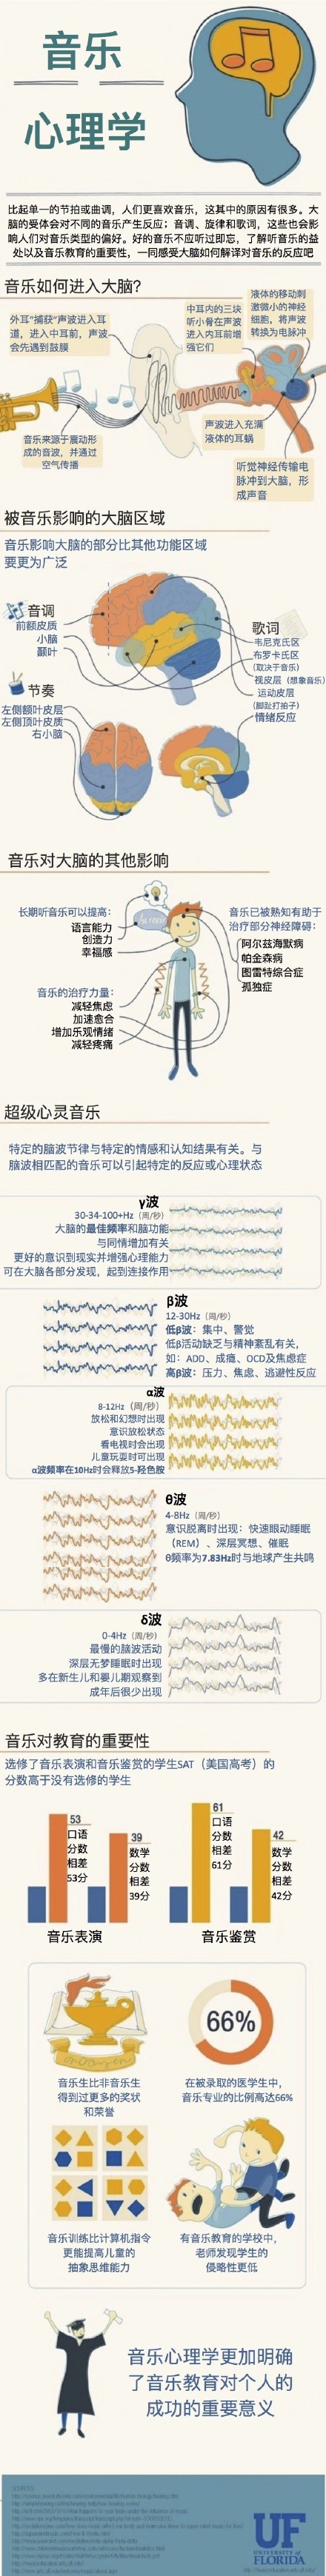 音乐
心理学
比起单一的节拍或曲调，人们更喜欢音乐，这其中的原因有很多。大
脑的受体会对不同的音乐产生反应；音调、旋律和歌词，这些也会影
响人们对音乐类型的偏好。好的音乐不应听过即忘，了解听音乐的益
处以及音乐教育的重要性，一同感受大脑如何解译对音乐的反应吧
音乐如何进入大脑?
外耳"捕获"声波进入耳
道，进入中耳前，声波
会先遇到鼓膜
中耳内的三块
听小骨在声波
进入内耳前增
强它们
液体的移动刺
激微小的神经
细胞，将声波
转换为电脉冲
音乐来源于震动形
成的音波，并通过
空气传播
声波进入充满
液体的耳蜗
听觉神经传输电
脉冲到大脑，形
成声音
被音乐影响的大脑区域
音乐影响大脑的部分比其他功能区域
要更为广泛
音调
前额皮质
小脑
颞叶
节奏
左侧额叶皮层
左侧顶叶皮质
右小脑
歌词
韦尼克氏区
布罗卡氏区
(取决于音乐)
视皮层（想象音乐）
运动皮层
(脚趾打拍子)
情绪反应
音乐对大脑的其他影响
长期听音乐可以提高：
语言能力
创造力
幸福感
音乐的治疗力量：
减轻焦虑
加速愈合
增加乐观情绪
减轻疼痛
音乐已被熟知有助于
治疗部分神经障碍：
阿尔兹海默病
帕金森病
图雷特综合症
孤独症
超级心灵音乐
特定的脑波节律与特定的情感和认知结果有关。与
脑波相匹配的音乐可以引起特定的反应或心理状态
γ波
30-34-100+Hz（周/秒）
大脑的最佳频率和脑功能
与同情增加有关
更好的意识到现实并增强心理能力
可在大脑各部分发现，起到连接作用
β波
12-30Hz（周/秒）
低β波：集中、警觉
低β活动缺乏与精神紊乱有关，
如：ADD、成瘾、OCD及焦虑症
高β波：压力、焦虑、逃避性反应
α波
8-12Hz（周/秒）
放松和幻想时出现
意识放松状态
看电视时会出现
儿童玩耍时可出现
α波频率在10Hz时会释放5-羟色胺
θ波
4-8Hz（周/秒）
意识脱离时出现：快速眼动睡眠
（REM）、深层冥想、催眠
θ频率为7.83Hz时与地球产生共鸣
δ波
0-4Hz（周/秒）
最慢的脑波活动
深层无梦睡眠时出现
多在新生儿和婴儿期观察到
成年后很少出现
音乐对教育的重要性
选修了音乐表演和音乐鉴赏的学生SAT（美国高考）的
分数高于没有选修的学生
53
口语
分数
相差
53分
39
数学
分数
相差
39分
61
口语
分数
相差
61分
42
数学
分数
相差
42分
音乐表演
音乐鉴赏
66%
音乐生比非音乐生
得到过更多的奖状
和荣誉
在被录取的医学生中，
音乐专业的比例高达66%
音乐训练比计算机指令
更能提高儿童的
抽象思维能力
有音乐教育的学校中，
老师发现学生的
侵略性更低
音乐心理学更加明确
了音乐教育对个人的
成功的重要意义
UF
UNIVERSITY of
FLORIDA